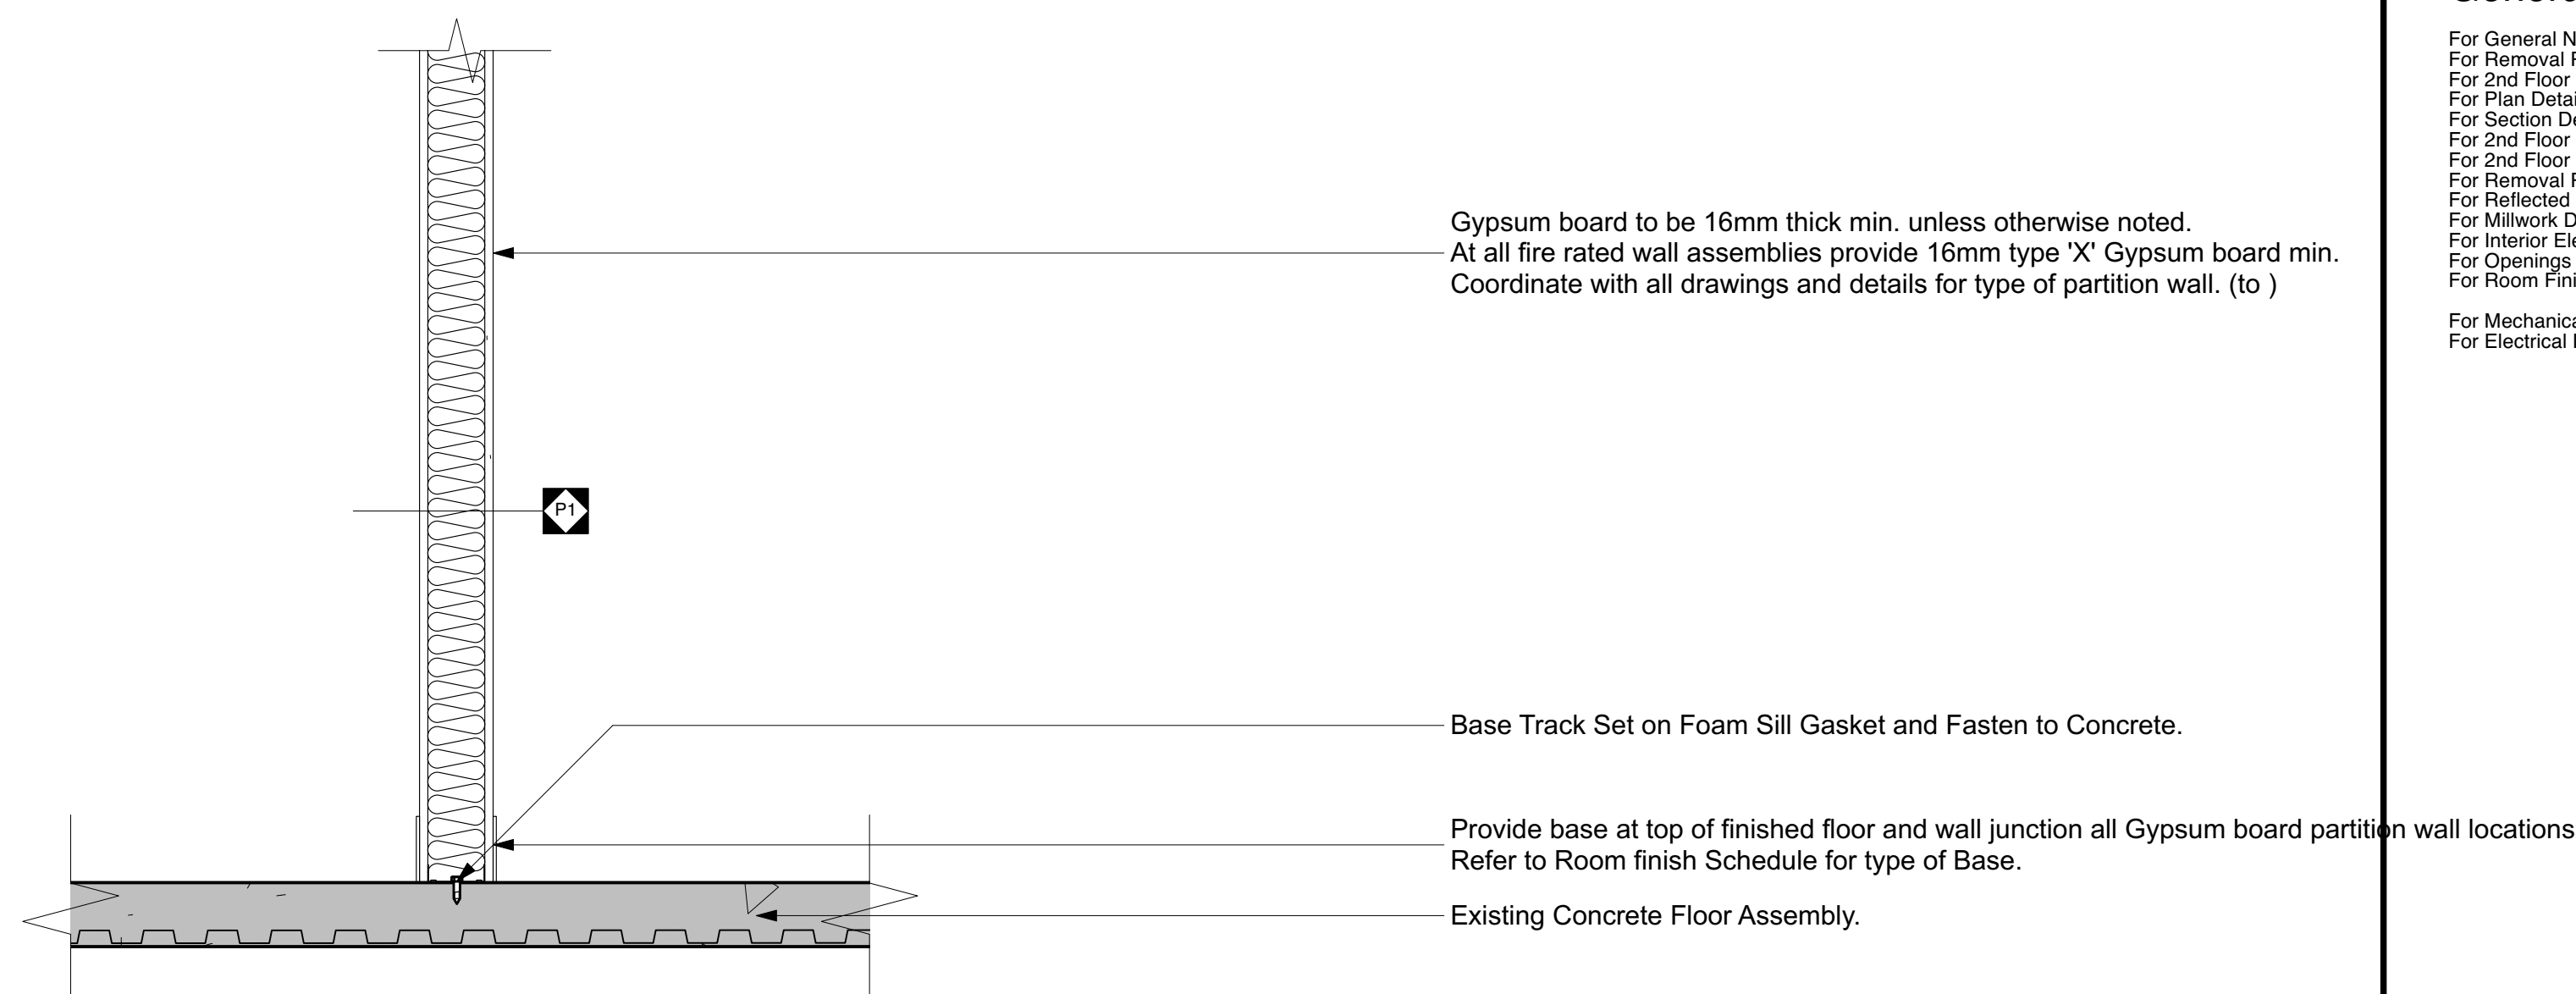 Gypsum board to be 16mm thick min. unless otherwise noted.
At all fire rated wall assemblies provide 16mm type 'X' Gypsum board min.
Coordinate with all drawings and details for type of partition wall. (to )
P1
Base Track Set on Foam Sill Gasket and Fasten to Concrete.
Provide base at top of finished floor and wall junction all Gypsum board partition wall locations
Refer to Room finish Schedule for type of Base.
Existing Concrete Floor Assembly.
For General
For Removal
For 2nd Floor
For Plan
For Section
For 2nd Floor
For 2nd Floor
For Removal
For Reflected
For Millwork
For Interior
For Openings
For Room
For
For Electrical